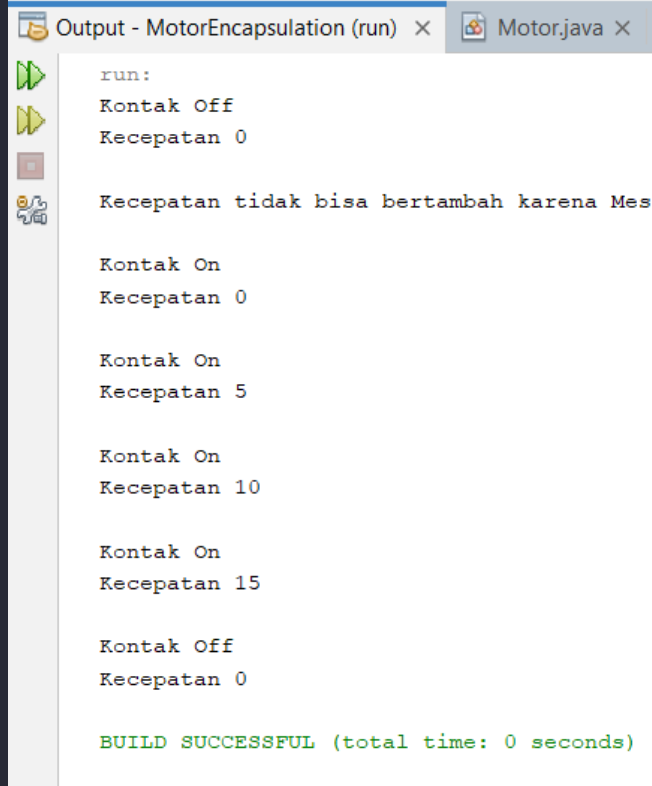 Output - MotorEncapsulation (run) Motor.java
run:
Kontak Off
Kecepatan 0
Kecepatan tidak bisa bertambah karena Mes
Kontak On
Kecepatan 0
Kontak On
Kecepatan 5
Kontak On
Kecepatan 10
Kontak On
Kecepatan 15
Kontak Off
Kecepatan 0
BUILD SUCCESSFUL (total time: 0 seconds)